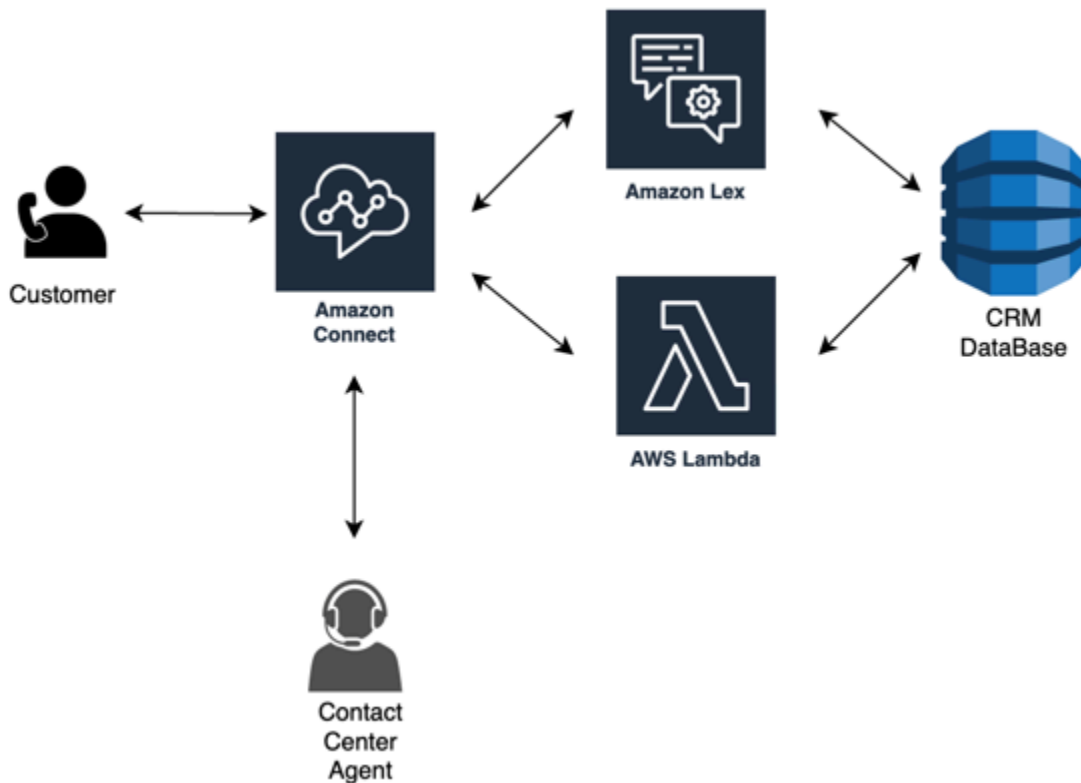 Customer
Amazon
Connect
Amazon Lex
AWS Lambda
CRM
DataBase
Contact
Center
Agent